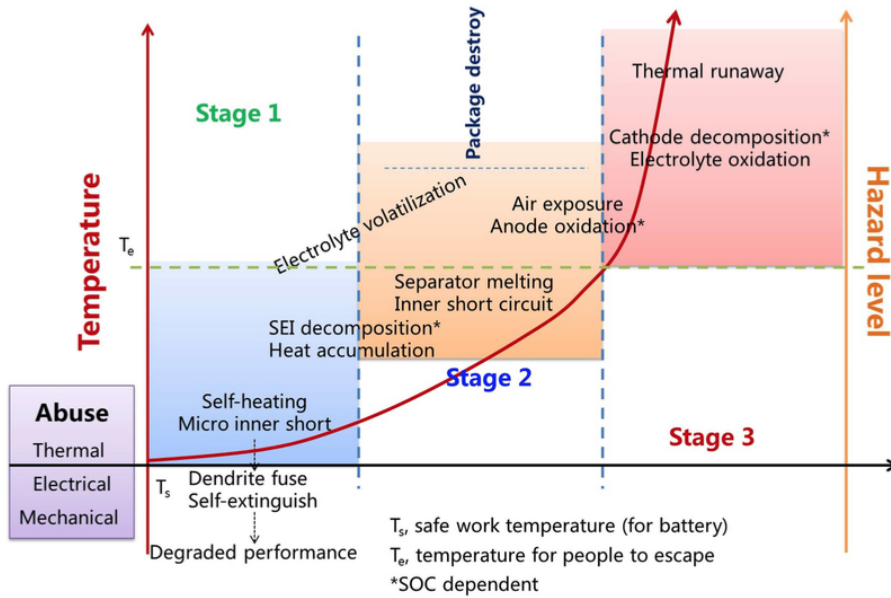 Stage 1
Package destroy
Thermal runaway
Cathode decomposition*
Electrolyte oxidation
Temperature
Hazard level
Electrolyte volatilization
Air exposure
Anode oxidation*
Te
Separator melting
Inner short circuit
SEI decomposition*
Heat accumulation
Stage 2
Abuse
Thermal
Electrical
Mechanical
Self-heating
Micro inner short
Stage 3
Ts
Dendrite fuse
Self-extinguish
Degraded performance
Ts, safe work temperature (for battery)
Te, temperature for people to escape
*SOC dependent